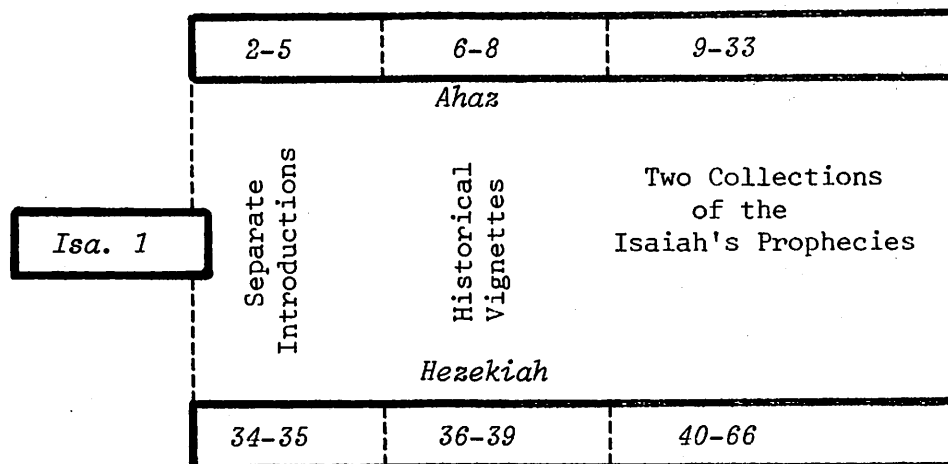 2-5 6-8 9-33
Ahaz
Isa. 1
Separate
Introductions
Historical
Vignettes
Two Collections
of the
Isaiah's Prophecies
Hezekiah
34-35 36-39 40-66